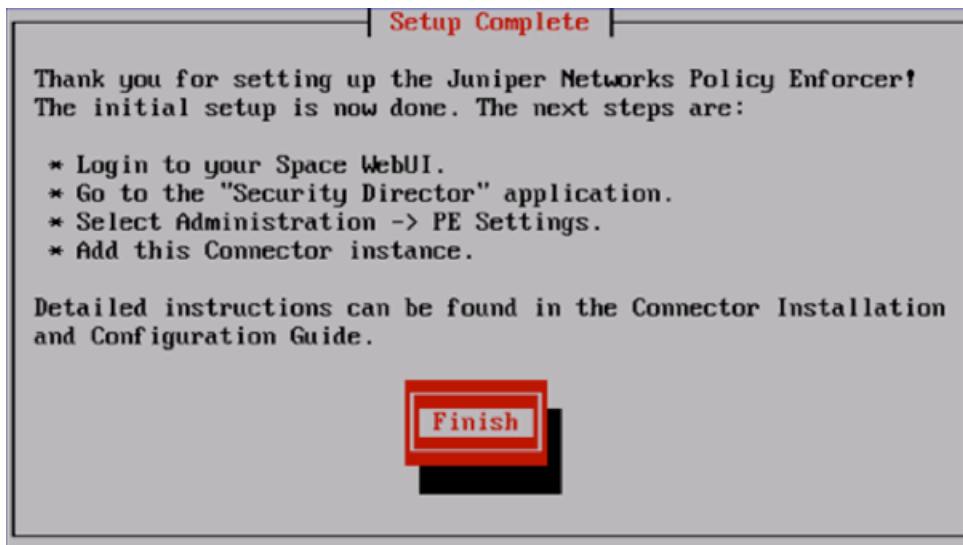 Setup Complete
Thank you for setting up the Juniper Networks Policy Enforcer!
The initial setup is now done. The next steps are:
* Login to your Space WebUI.
* Go to the "Security Director" application.
* Select Administration -> PE Settings.
* Add this Connector instance.
Detailed instructions can be found in the Connector Installation
and Configuration Guide.
Finish